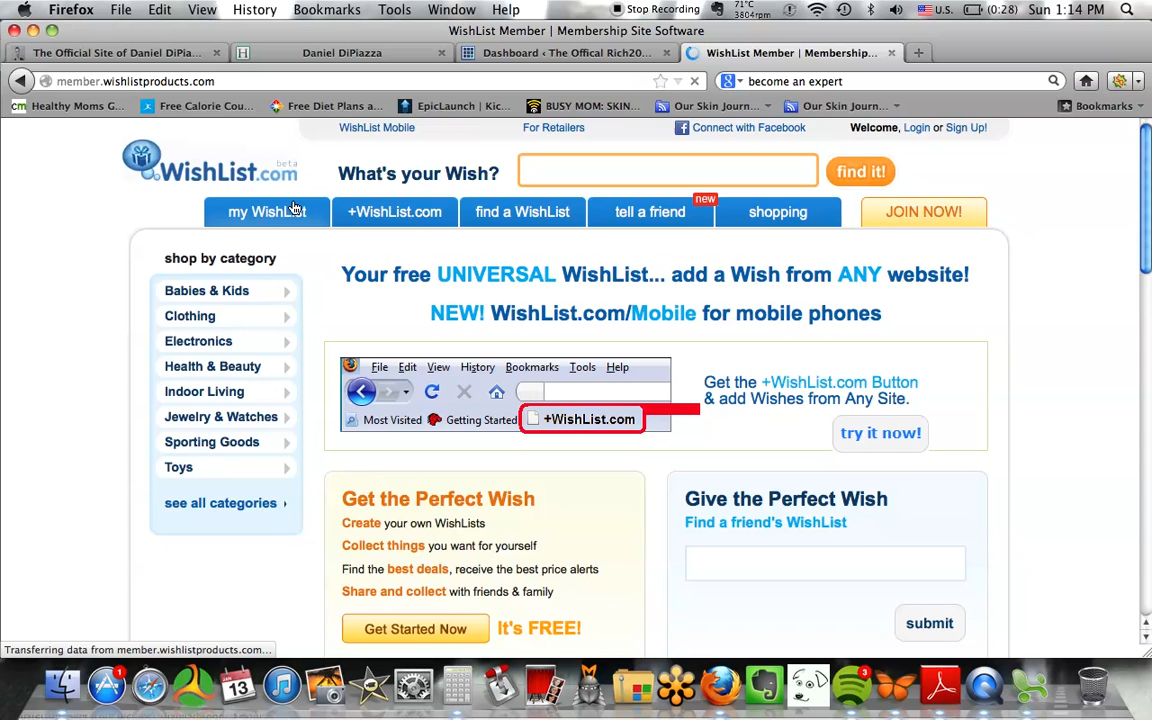 Firefox File Edit View History Bookmarks Tools Window Help Stop Recording 71°C 3804rpm U.S. (0:28) Sun 1:14 PM
WishList Member | Membership Site Software
The Official Site of Daniel DiPia... Daniel DiPiazza Dashboard ‹ The Offical Rich20... WishList Member | Membership...
member.wishlistproducts.com become an expert
Healthy Moms G... Free Calorie Cou... Free Diet Plans a... EpicLaunch | Kic... BUSY MOM: SKIN... Our Skin Journ... Our Skin Journ... Bookmarks
WishList Mobile For Retailers Connect with Facebook Welcome, Login or Sign Up!
beta
WishList.com What's your Wish? find it!
new
my WishList +WishList.com find a WishList tell a friend shopping JOIN NOW!
shop by category
Babies & Kids
Clothing
Electronics
Health & Beauty
Indoor Living
Jewelry & Watches
Sporting Goods
Toys
see all categories
Your free UNIVERSAL WishList... add a Wish from ANY website!
NEW! WishList.com/Mobile for mobile phones
File Edit View History Bookmarks Tools Help
Most Visited Getting Started +WishList.com
Get the +WishList.com Button
& add Wishes from Any Site.
try it now!
Get the Perfect Wish
Create your own WishLists
Collect things you want for yourself
Find the best deals, receive the best price alerts
Share and collect with friends & family
Get Started Now It's FREE!
Give the Perfect Wish
Find a friend's WishList
submit
Transferring data from member.wishlistproducts.com...
1 JAN 13 3